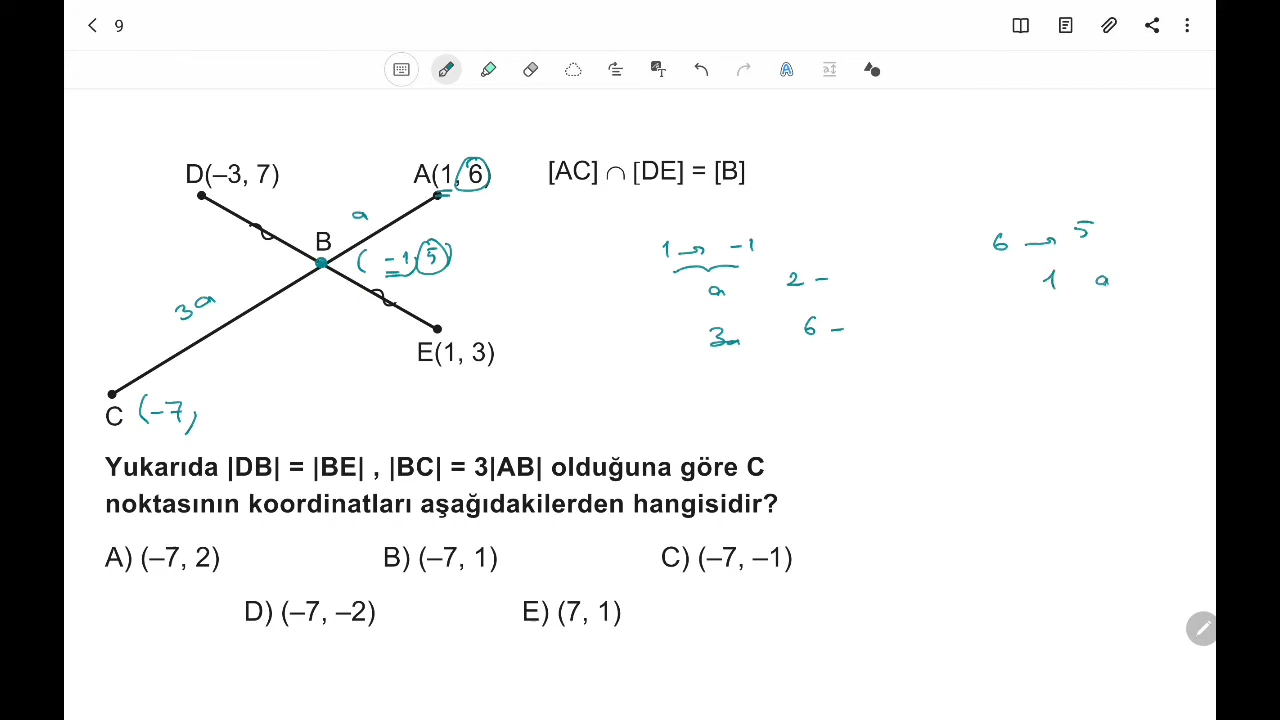 9
D(–3, 7)
A(1, 6)
[AC] ∩ [DE] = [B]
a
B
(-1, 5)
1 → -1
6 → 5
a
2 -
1 a
3a
3a
6 -
E(1, 3)
C (-7,
Yukarıda |DB| = |BE| , |BC| = 3|AB| olduğuna göre C
noktasının koordinatları aşağıdakilerden hangisidir?
A) (–7, 2) B) (–7, 1) C) (–7, –1)
D) (–7, –2) E) (7, 1)